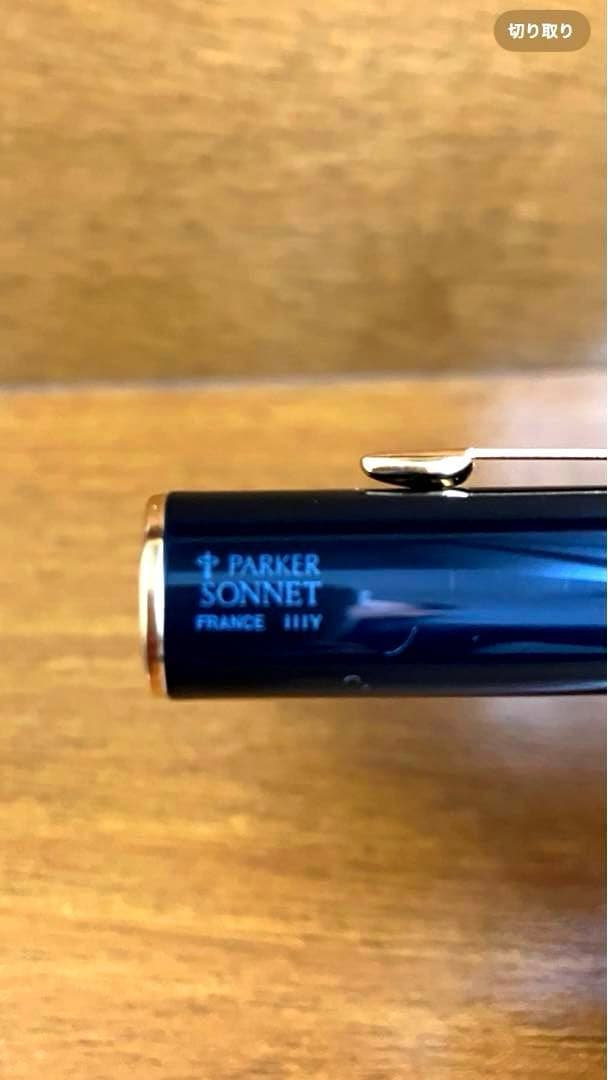 切り取り
PARKER
SONNET
FRANCE IIIY